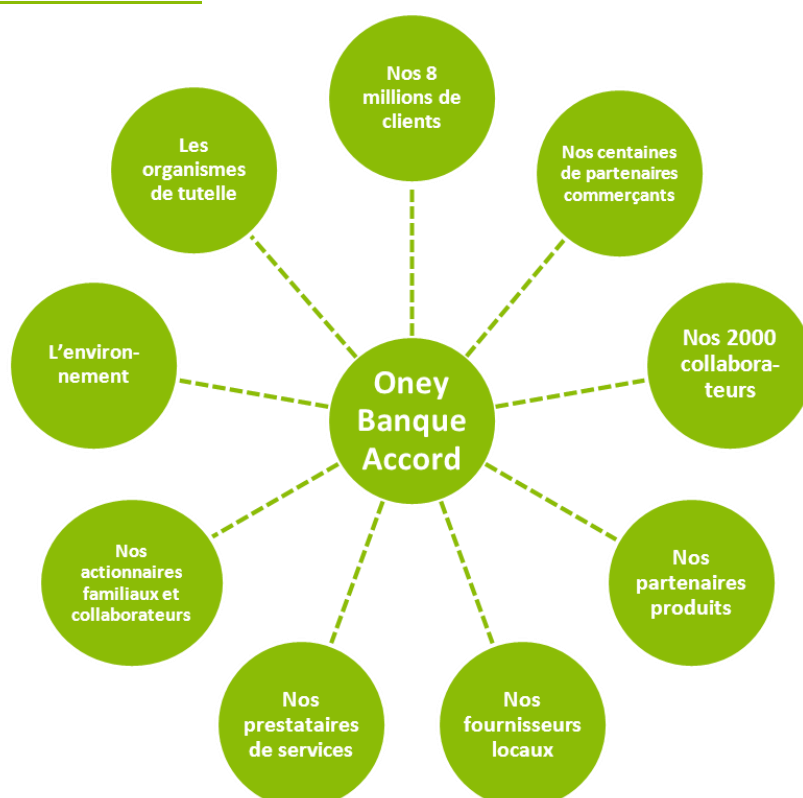 Nos 8
millions de
clients
Les
organismes
de tutelle
Nos centaines
de partenaires
commerçants
L'environ-
nement
Oney
Banque
Accord
Nos 2000
collabora-
teurs
Nos
actionnaires
familiaux et
collaborateurs
Nos
partenaires
produits
Nos
prestataires
de services
Nos
fournisseurs
locaux